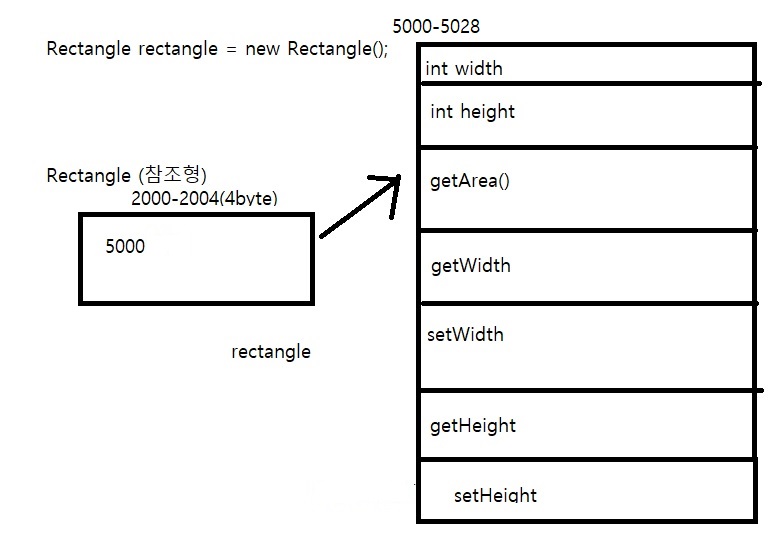 5000-5028
Rectangle rectangle = new Rectangle();
int width
int height
Rectangle (참조형)
2000-2004(4byte)
5000
rectangle
getArea()
getWidth
setWidth
getHeight
setHeight